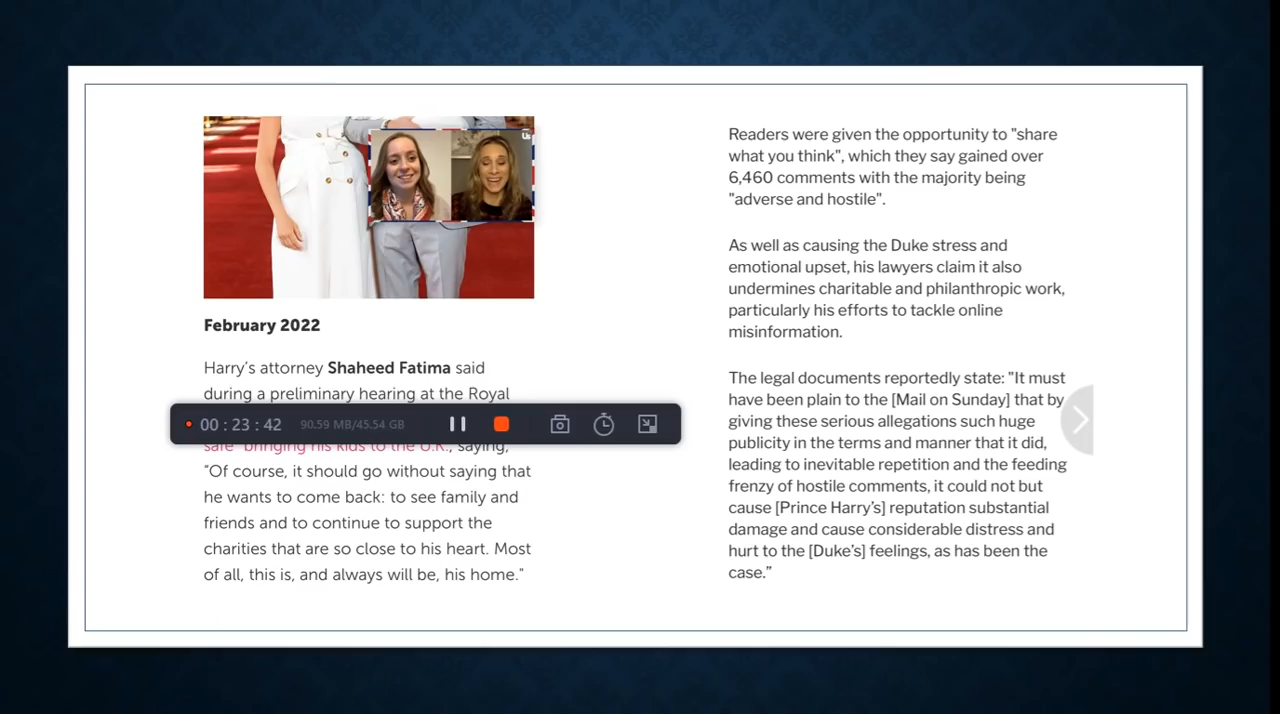 Us
February 2022
Harry's attorney Shaheed Fatima said
during a preliminary hearing at the Royal
safe" bringing his kids to the U.K., saying,
"Of course, it should go without saying that
he wants to come back: to see family and
friends and to continue to support the
charities that are so close to his heart. Most
of all, this is, and always will be, his home."
00 : 23 : 42
90.59 MB/45.54 GB
Readers were given the opportunity to "share
what you think", which they say gained over
6,460 comments with the majority being
"adverse and hostile".
As well as causing the Duke stress and
emotional upset, his lawyers claim it also
undermines charitable and philanthropic work,
particularly his efforts to tackle online
misinformation.
The legal documents reportedly state: "It must
have been plain to the [Mail on Sunday] that by
giving these serious allegations such huge
publicity in the terms and manner that it did,
leading to inevitable repetition and the feeding
frenzy of hostile comments, it could not but
cause [Prince Harry's] reputation substantial
damage and cause considerable distress and
hurt to the [Duke's] feelings, as has been the
case."